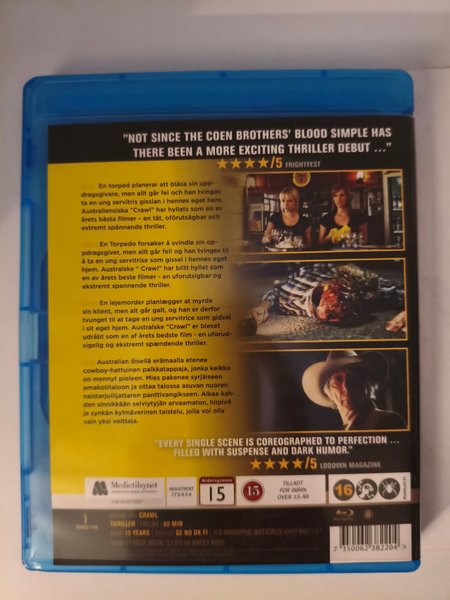 "NOT SINCE THE COEN BROTHERS' BLOOD SIMPLE HAS
THERE BEEN A MORE EXCITING THRILLER DEBUT ..."
/5 FRIGHTFEST
En torped planerar att blåsa sin upp-
dragsgivare, men allt går fel och han tvingas
ta en ung servitris gisslan i hennes eget hem.
Australiensiska "Crawl" har hyllats som en av
årets bästa filmer - en tät, oförutsägbar och
extremt spännande thriller.
En Torpedo forsøker å svindle sin op-
pdragsgiver, men allt går feil og han tvinges til
å ta en ung servitrise som gissel i hennes eget
hjem. Australske " Crawl" har blitt hyllet som
en av årets beste filmer - en uforutsigbar og
ekstremt spennende thriller.
En lejemorder planlægger at myrde
sin klient, men alt går galt, og han er derfor
tvunget til at tage en ung servitrice som gidsel
i sit eget hjem. Australske "Crawl" er blevet
udråbt som en af årets bedste film - en uforud-
sigelig og ekstremt spændende thriller.
Australian öisellä erämaalla etenee
cowboy-hattuinen palkkatappaja, jonka keikka
on mennyt pieleen. Mies pakenee syrjäiseen
omakotitaloon ja ottaa talossa asuvan nuoren
naistarjoilijattaren panttivangikseen. Alkaa kah-
den sinnikkään selviytyjän arvaamaton, hiipivä
ja synkän kylmäverinen taistelu, jolla voi olla
vain yksi voittaja.
"EVERY SINGLE SCENE IS COREOGRAPHED TO PERFECTION ...
FILLED WITH SUSPENSE AND DARK HUMOR."
/5 LODOWN MAGAZINE
Medietilsynet
15
15
TILLADT
FOR BØRN
OVER 15 ÅR
16
CRAWL
THRILLER 80 MIN
15 YEARS SE NO DK FI
7 350062 382204 >